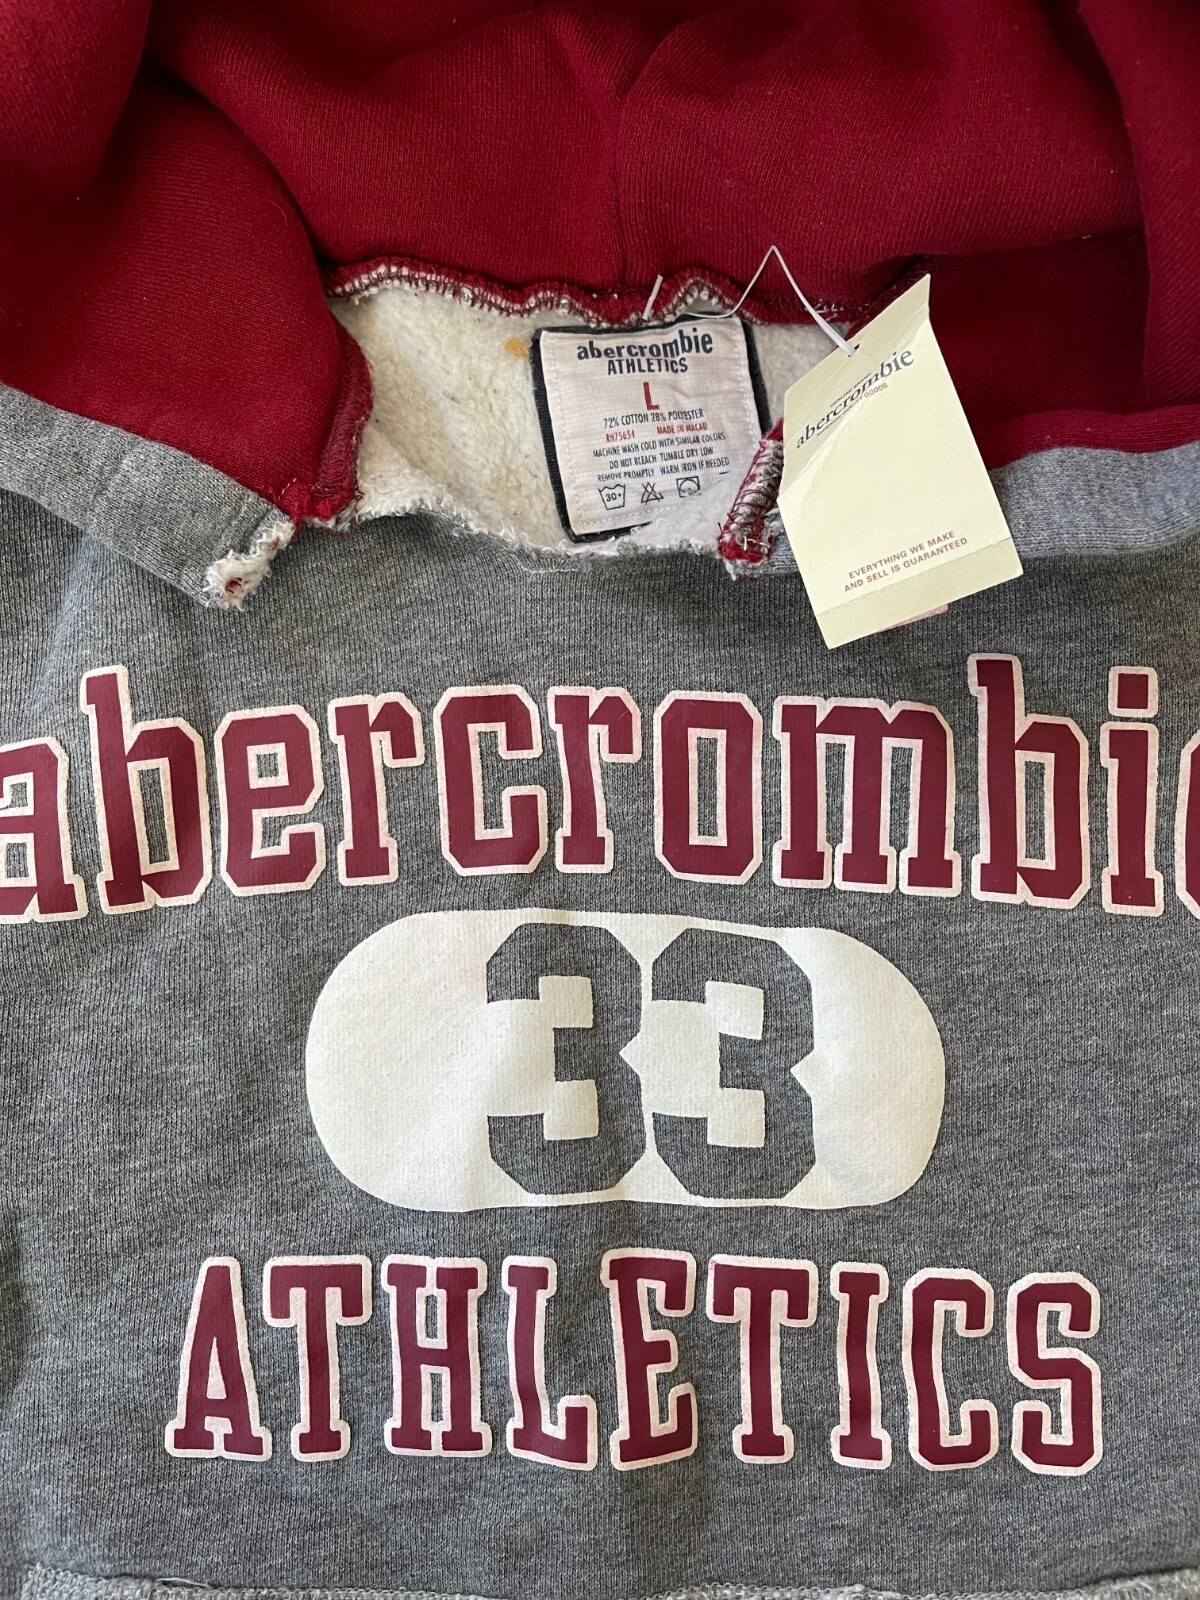 abercrombie
ATHLETICS
L
72% COTTON 28% POLYESTER
RN75654 MADE IN MACAU
MACHINE WASH COLD WITH SIMILAR COLORS
DO NOT BLEACH TUMBLE DRY LOW
REMOVE PROMPTLY WARM IRON IF NEEDED
30°
abercrombie
GOODS
EVERYTHING WE MAKE
AND SELL IS GUARANTEED
abercrombie
33
ATHLETICS